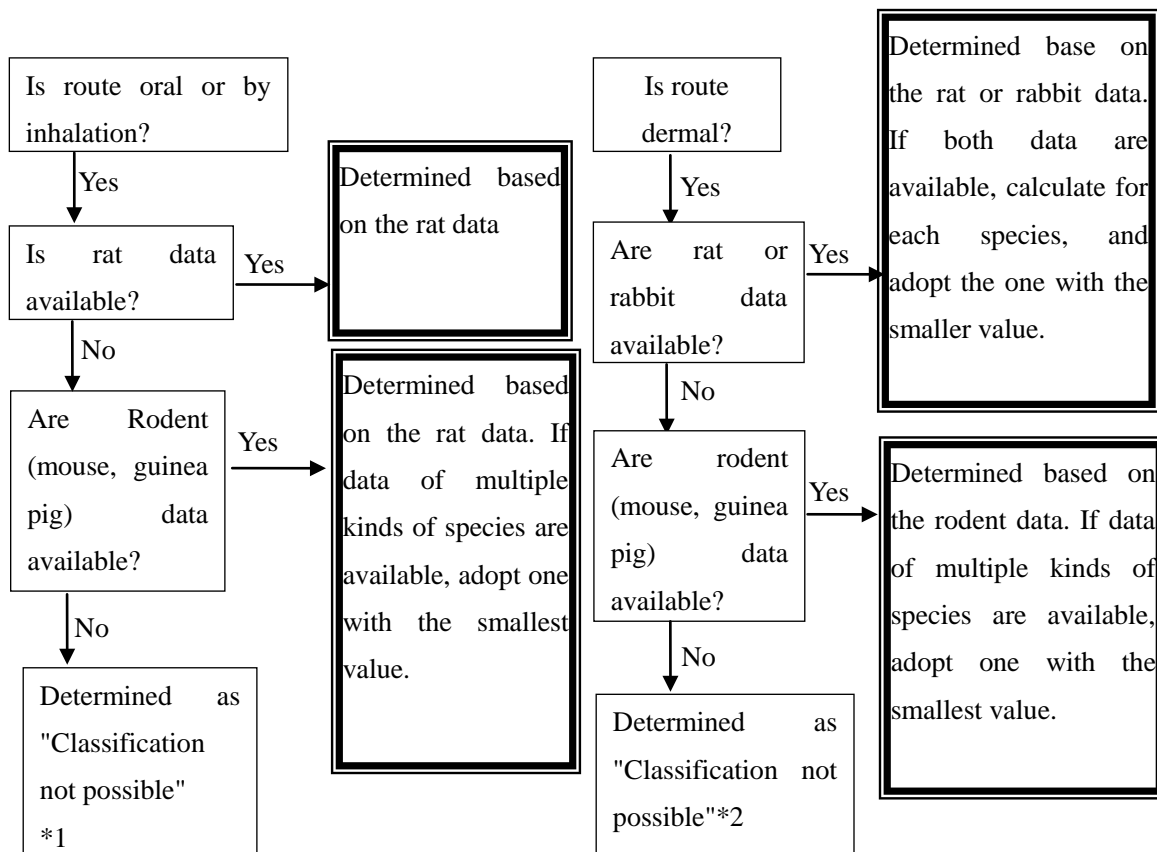 Is route oral or by
inhalation?
Yes
Is rat data
available?
Yes
Determined based
on the rat data
No
Are Rodent
(mouse, guinea
pig) data
available?
Yes
Determined based
on the rat data. If
data of multiple
kinds of species are
available, adopt one
with the smallest
value.
No
Determined as
"Classification
not possible"
*1
Is route
dermal?
Yes
Are rat or
rabbit data
available?
Yes
Determined base on
the rat or rabbit data.
If both data are
available, calculate for
each species, and
adopt the one with the
smaller value.
No
Are rodent
(mouse, guinea
pig) data
available?
Yes
Determined based on
the rodent data. If data
of multiple kinds of
species are available,
adopt one with the
smallest value.
No
Determined as
"Classification not
possible"*2